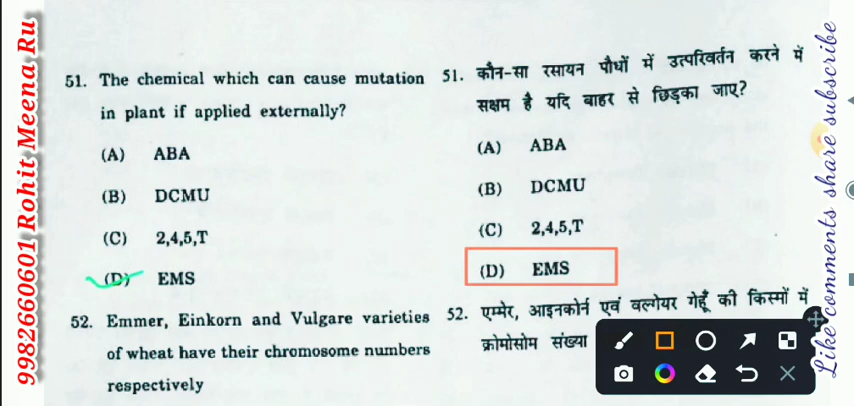 9982660601 Rohit Meena Ru
51. The chemical which can cause mutation
in plant if applied externally?
(A) ABA
(B) DCMU
(C) 2,4,5,T
(D) EMS
52. Emmer, Einkorn and Vulgare varieties
of wheat have their chromosome numbers
respectively
51. कौन-सा रसायन पौधों में उत्परिवर्तन करने में
सक्षम है यदि बाहर से छिड़का जाए?
(A) ABA
(B) DCMU
(C) 2,4,5,T
(D) EMS
52. एम्मेर, आइनकोर्न एवं वल्गेयर गेहूँ की किस्मों में
क्रोमोसोम संख्या
Like comments share subscribe